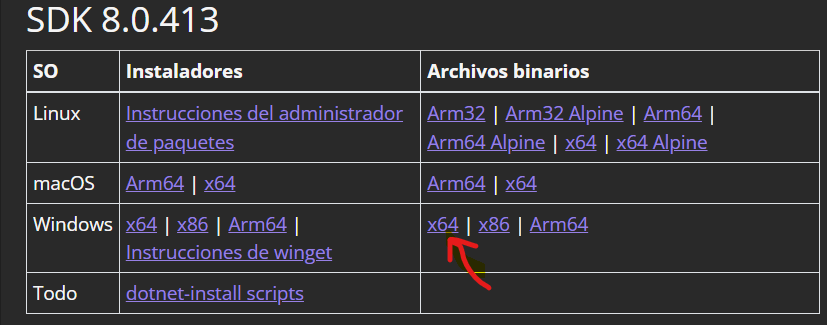 SDK 8.0.413
SO Instaladores Archivos binarios
Linux Instrucciones del administrador Arm32 | Arm32 Alpine | Arm64 |
de paquetes Arm64 Alpine | x64 | x64 Alpine
macOS Arm64 | x64 Arm64 | x64
Windows x64 | x86 | Arm64 | x64 | x86 | Arm64
Instrucciones de winget
Todo dotnet-install scripts